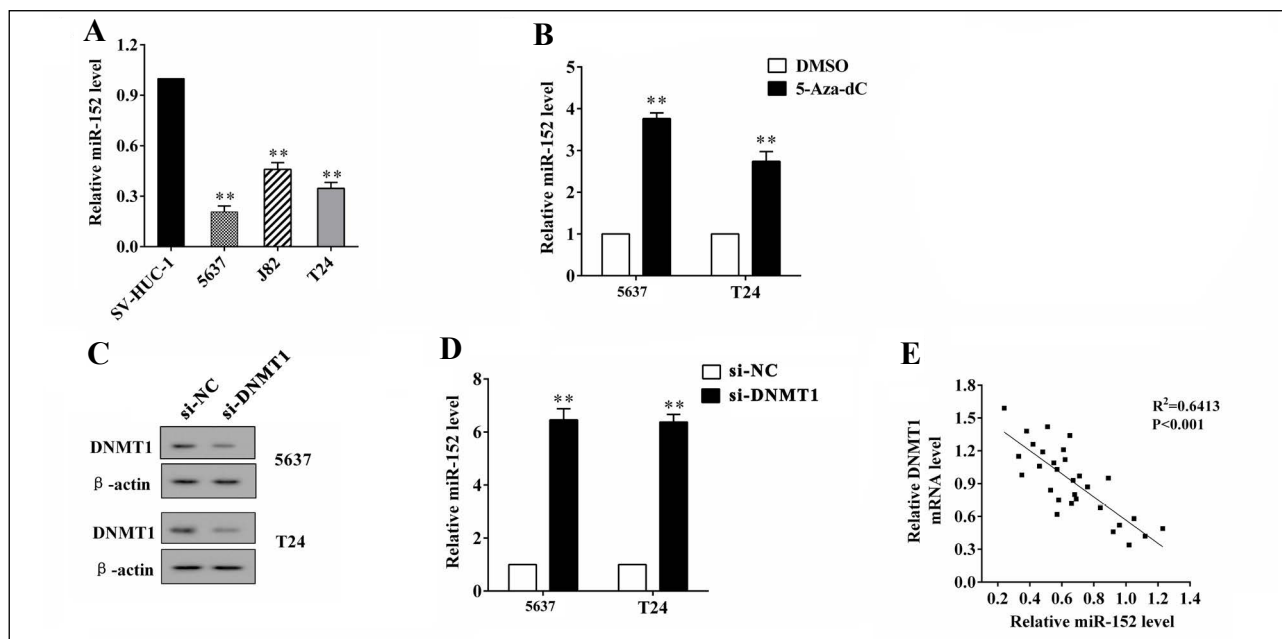 A
Relative miR-152 level
1.2
0.9
0.6
0.3
0.0
**
**
**
SV-HUC-1
5637
J82
T24
B
DMSO
5-Aza-dC
Relative miR-152 level
5
4
3
2
1
0
**
**
5637
T24
C
si-NC
si-DNMT1
DNMT1
β-actin
5637
DNMT1
β-actin
T24
D
si-NC
si-DNMT1
Relative miR-152 level
8
6
4
2
0
**
**
5637
T24
E
R²=0.6413
P<0.001
Relative DNMT1
mRNA level
1.8
1.5
1.2
0.9
0.6
0.3
0.0
0.2 0.4 0.6 0.8 1.0 1.2 1.4
Relative miR-152 level